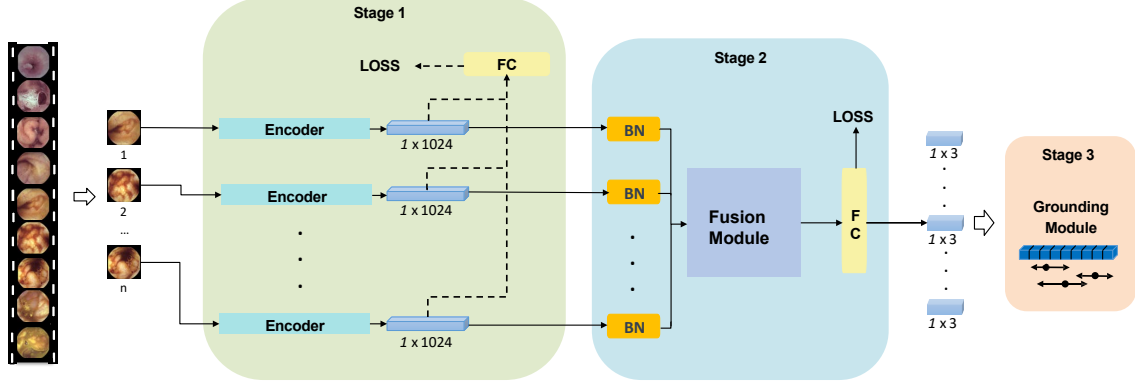 Stage 1
Stage 2
Stage 3
LOSS
FC
1
2
...
n
Encoder
1 x 1024
Encoder
1 x 1024
Encoder
1 x 1024
BN
BN
BN
Fusion
Module
LOSS
F
C
1 x 3
1 x 3
1 x 3
Grounding
Module